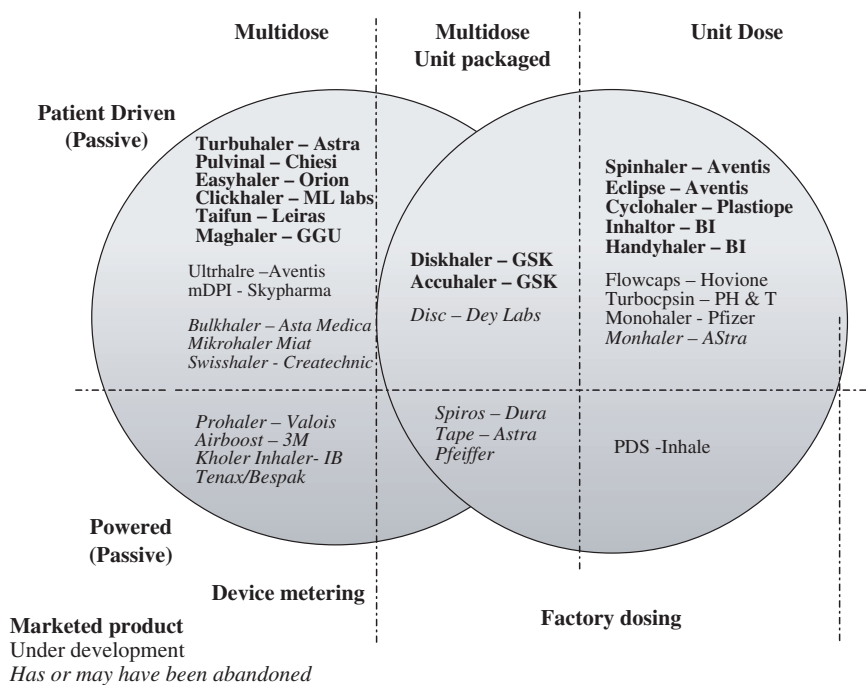 Multidose
Multidose
Unit packaged
Unit Dose
Patient Driven
(Passive)
Turbuhaler – Astra
Pulvinal – Chiesi
Easyhaler – Orion
Clickhaler – ML labs
Taifun – Leiras
Maghaler – GGU
Ultrhalre –Aventis
mDPI - Skypharma
Bulkhaler – Asta Medica
Mikrohaler Miat
Swisshaler - Createchnic
Diskhaler – GSK
Accuhaler – GSK
Disc – Dey Labs
Spinhaler – Aventis
Eclipse – Aventis
Cyclohaler – Plastiope
Inhaltor – BI
Handyhaler – BI
Flowcaps – Hovione
Turbocpsin – PH & T
Monohaler - Pfizer
Monhaler – AStra
Prohaler – Valois
Airboost – 3M
Kholer Inhaler- IB
Tenax/Bespak
Spiros – Dura
Tape – Astra
Pfeiffer
PDS -Inhale
Powered
(Passive)
Device metering
Factory dosing
Marketed product
Under development
Has or may have been abandoned